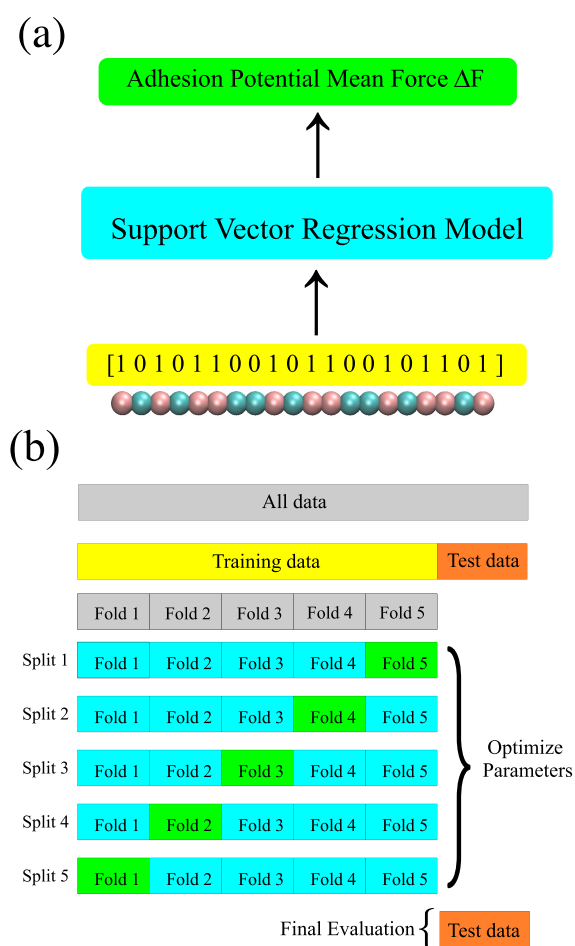 (a)
Adhesion Potential Mean Force ΔF
Support Vector Regression Model
[1 0 1 0 1 1 0 0 1 0 1 1 0 0 1 0 1 1 0 1 ]
(b)
All data
Training data Test data
Fold 1 Fold 2 Fold 3 Fold 4 Fold 5
Split 1 Fold 1 Fold 2 Fold 3 Fold 4 Fold 5
Split 2 Fold 1 Fold 2 Fold 3 Fold 4 Fold 5
Split 3 Fold 1 Fold 2 Fold 3 Fold 4 Fold 5
Split 4 Fold 1 Fold 2 Fold 3 Fold 4 Fold 5
Split 5 Fold 1 Fold 2 Fold 3 Fold 4 Fold 5
Optimize
Parameters
Final Evaluation { Test data